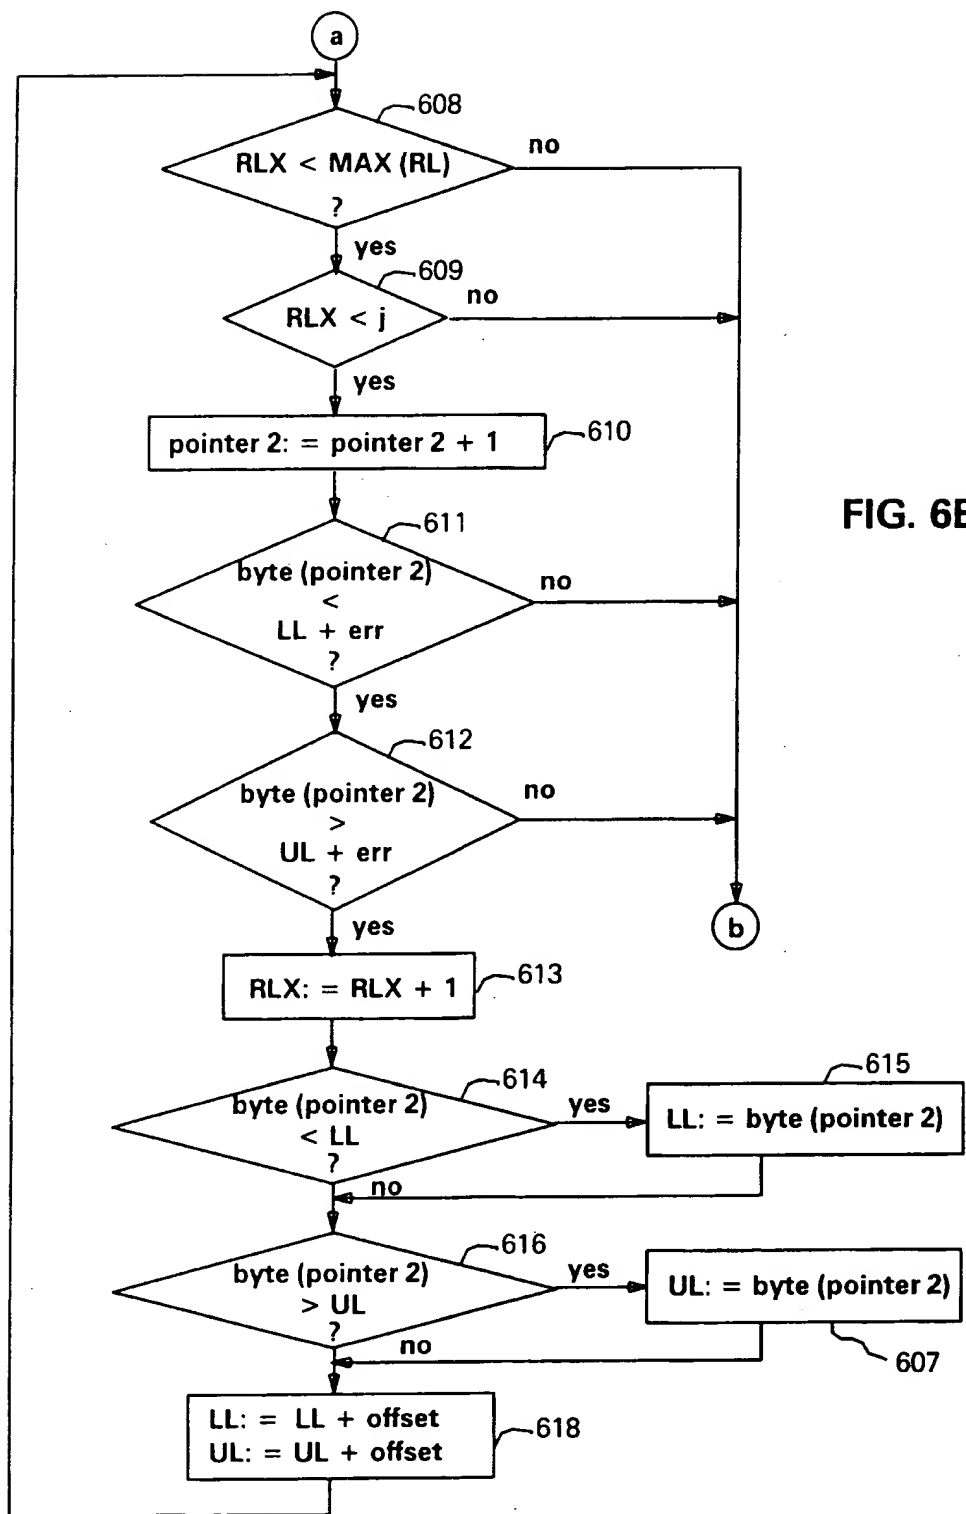 a
608
RLX < MAX (RL)
?
no
yes
609
RLX < j
no
yes
pointer 2: = pointer 2 + 1
610
FIG. 6B
611
byte (pointer 2)
<
LL + err
?
no
yes
612
byte (pointer 2)
>
UL + err
?
no
b
yes
RLX: = RLX + 1
613
614
byte (pointer 2)
< LL
?
yes
615
LL: = byte (pointer 2)
no
616
byte (pointer 2)
> UL
?
yes
UL: = byte (pointer 2)
607
no
LL: = LL + offset
UL: = UL + offset
618